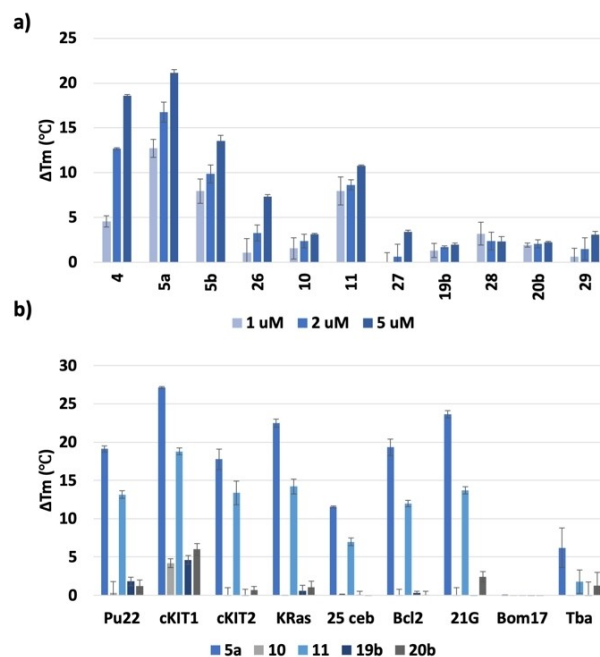 a)
25
20
15
10
5
0
ΔTm (°C)
4 5a 5b 26 10 11 27 19b 28 20b 29
1 uM 2 uM 5 uM
b)
30
25
20
15
10
5
0
ΔTm (°C)
Pu22 cKIT1 cKIT2 KRas 25 ceb Bcl2 21G Bom17 Tba
5a 10 11 19b 20b